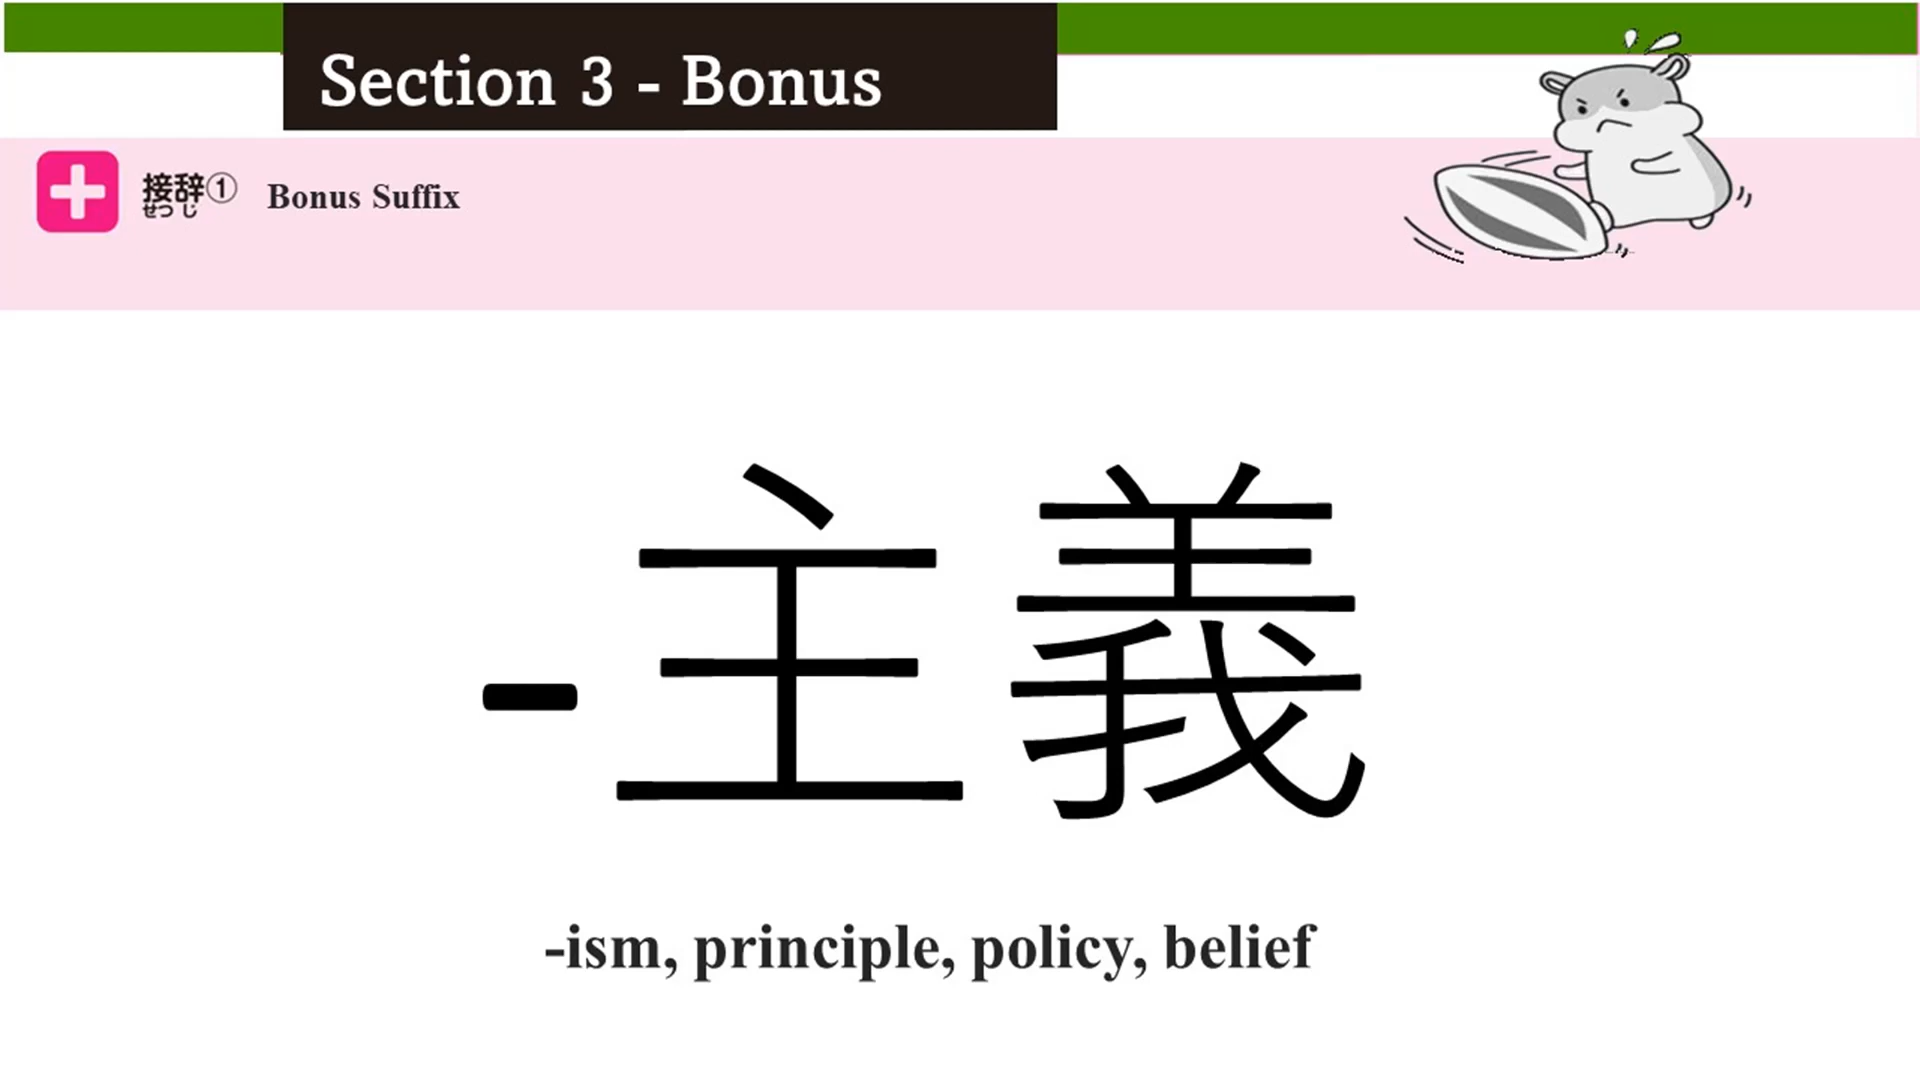 Section 3 - Bonus
接辞① Bonus Suffix
せつ じ
-主義
-ism, principle, policy, belief